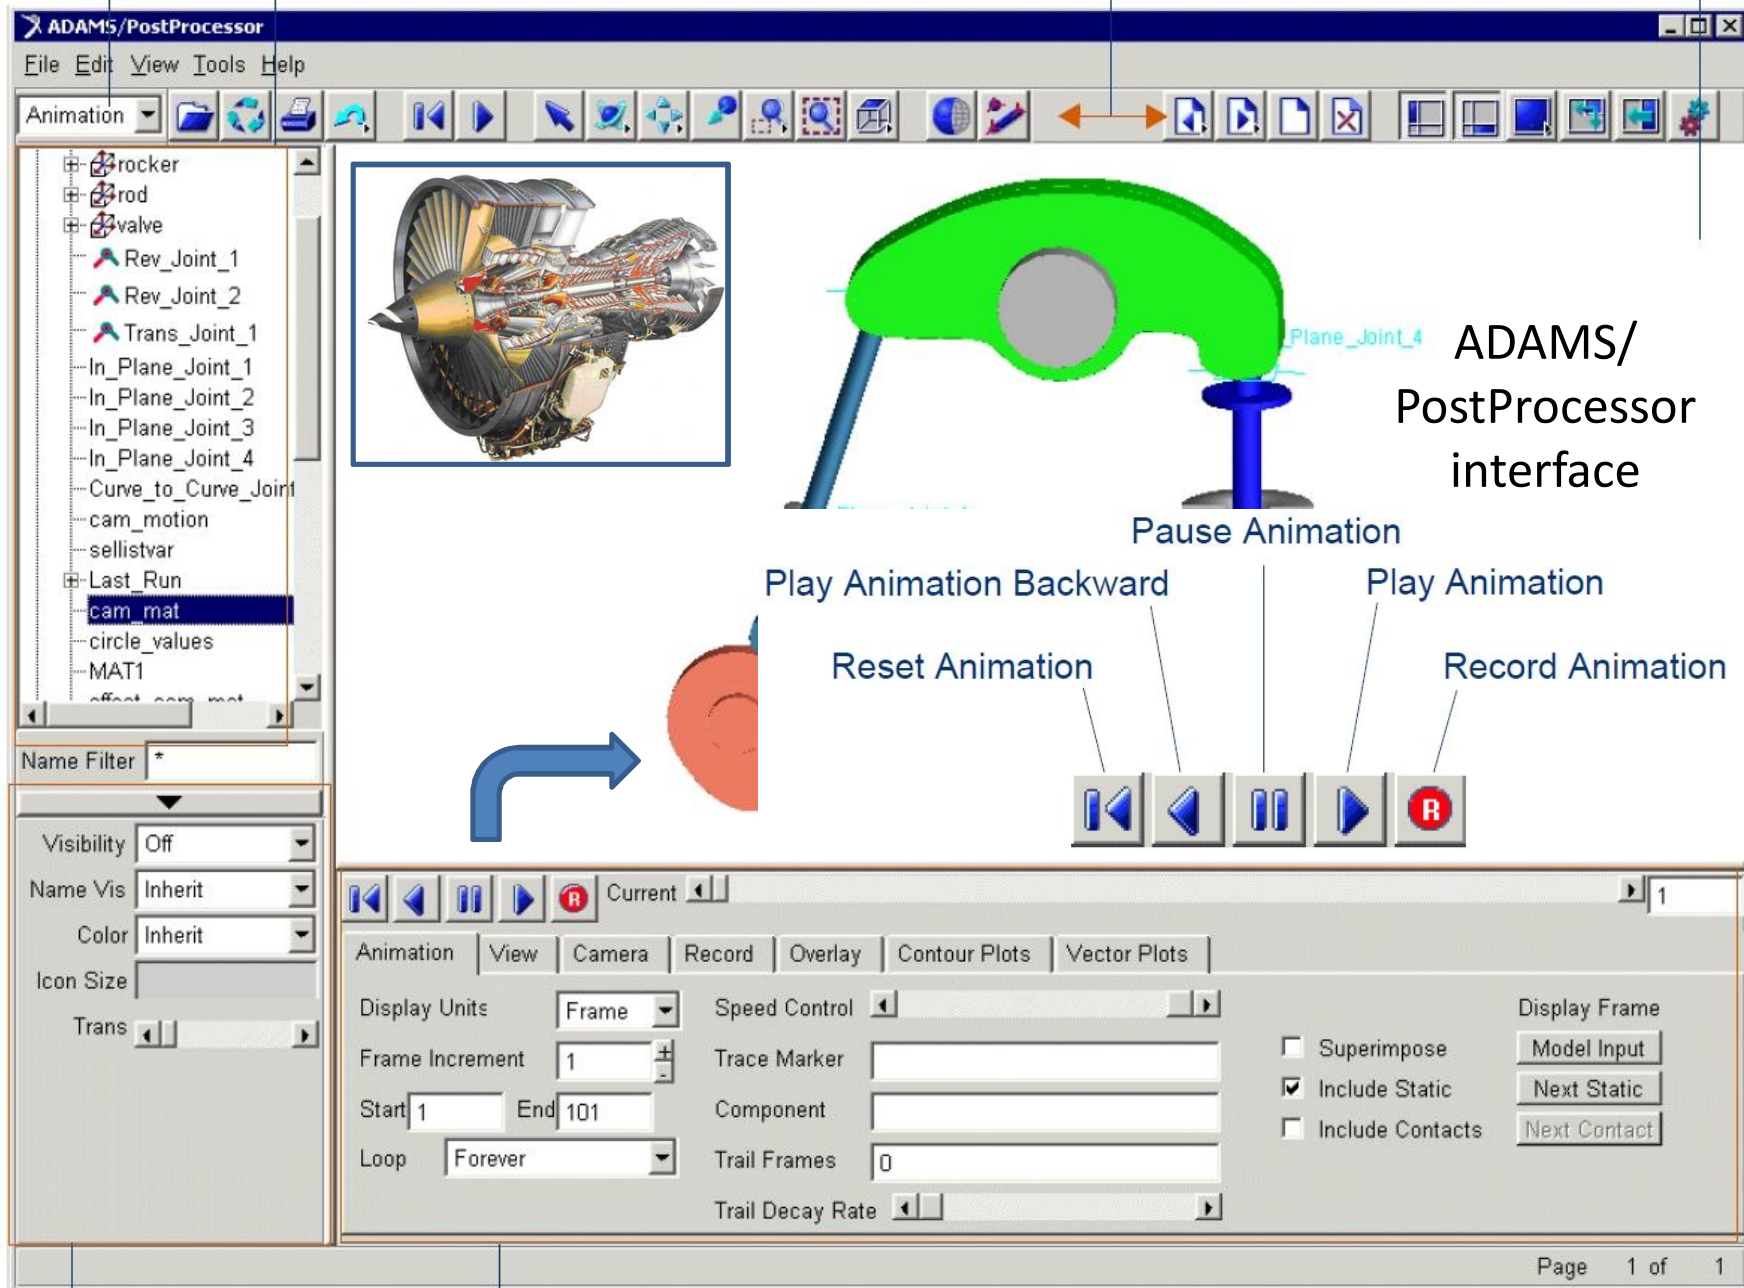 ADAMS/PostProcessor
File Edit View Tools Help
Animation
rocker
rod
valve
Rev_Joint_1
Rev_Joint_2
Trans_Joint_1
In_Plane_Joint_1
In_Plane_Joint_2
In_Plane_Joint_3
In_Plane_Joint_4
Curve_to_Curve_Joint
cam_motion
sellistvar
Last_Run
cam_mat
circle_values
MAT1
Name Filter *
Visibility Off
Name Vis Inherit
Color Inherit
Icon Size
Trans
Plane_Joint_4
ADAMS/
PostProcessor
interface
Pause Animation
Play Animation Backward
Play Animation
Reset Animation
Record Animation
R
R Current 1
Animation View Camera Record Overlay Contour Plots Vector Plots
Display Units Frame
Frame Increment 1 + -
Start 1 End 101
Loop Forever
Speed Control
Trace Marker
Component
Trail Frames 0
Trail Decay Rate
Superimpose
Include Static
Include Contacts
Display Frame
Model Input
Next Static
Next Contact
Page 1 of 1